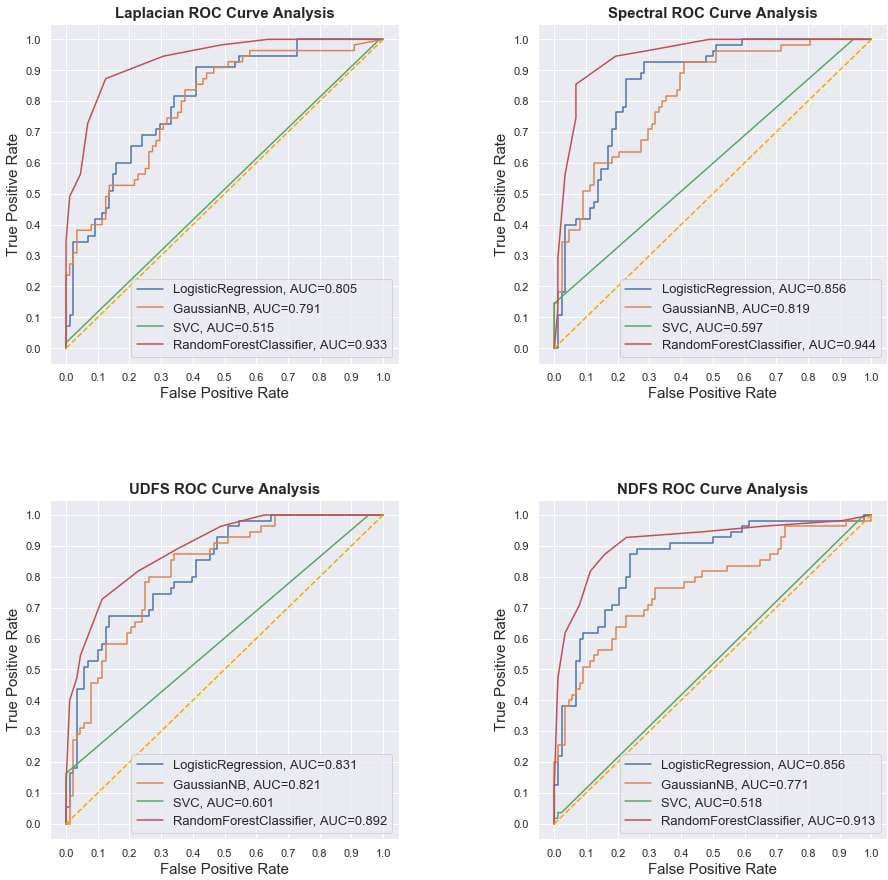 Laplacian ROC Curve Analysis
1.0
0.9
0.8
0.7
0.6
0.5
0.4
0.3
0.2
0.1
0.0
True Positive Rate
LogisticRegression, AUC=0.805
GaussianNB, AUC=0.791
SVC, AUC=0.515
RandomForestClassifier, AUC=0.933
0.0 0.1 0.2 0.3 0.4 0.5 0.6 0.7 0.8 0.9 1.0
False Positive Rate
Spectral ROC Curve Analysis
1.0
0.9
0.8
0.7
0.6
0.5
0.4
0.3
0.2
0.1
0.0
True Positive Rate
LogisticRegression, AUC=0.856
GaussianNB, AUC=0.819
SVC, AUC=0.597
RandomForestClassifier, AUC=0.944
0.0 0.1 0.2 0.3 0.4 0.5 0.6 0.7 0.8 0.9 1.0
False Positive Rate
UDFS ROC Curve Analysis
1.0
0.9
0.8
0.7
0.6
0.5
0.4
0.3
0.2
0.1
0.0
True Positive Rate
LogisticRegression, AUC=0.831
GaussianNB, AUC=0.821
SVC, AUC=0.601
RandomForestClassifier, AUC=0.892
0.0 0.1 0.2 0.3 0.4 0.5 0.6 0.7 0.8 0.9 1.0
False Positive Rate
NDFS ROC Curve Analysis
1.0
0.9
0.8
0.7
0.6
0.5
0.4
0.3
0.2
0.1
0.0
True Positive Rate
LogisticRegression, AUC=0.856
GaussianNB, AUC=0.771
SVC, AUC=0.518
RandomForestClassifier, AUC=0.913
0.0 0.1 0.2 0.3 0.4 0.5 0.6 0.7 0.8 0.9 1.0
False Positive Rate